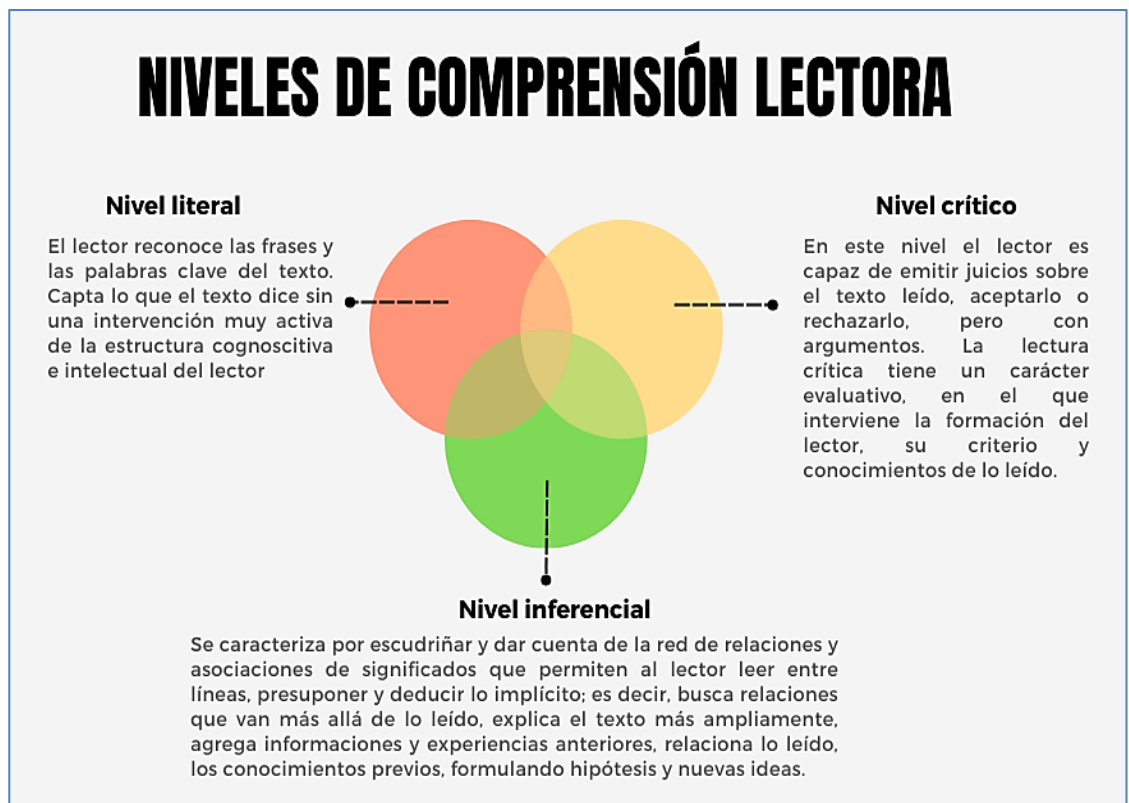 NIVELES DE COMPRENSIÓN LECTORA
Nivel literal
El lector reconoce las frases y
las palabras clave del texto.
Capta lo que el texto dice sin
una intervención muy activa
de la estructura cognoscitiva
e intelectual del lector
Nivel crítico
En este nivel el lector es
capaz de emitir juicios sobre
el texto leído, aceptarlo o
rechazarlo, pero con
argumentos. La lectura
crítica tiene un carácter
evaluativo, en el que
interviene la formación del
lector, su criterio y
conocimientos de lo leído.
Nivel inferencial
Se caracteriza por escudriñar y dar cuenta de la red de relaciones y
asociaciones de significados que permiten al lector leer entre
líneas, presuponer y deducir lo implícito; es decir, busca relaciones
que van más allá de lo leído, explica el texto más ampliamente,
agrega informaciones y experiencias anteriores, relaciona lo leído,
los conocimientos previos, formulando hipótesis y nuevas ideas.